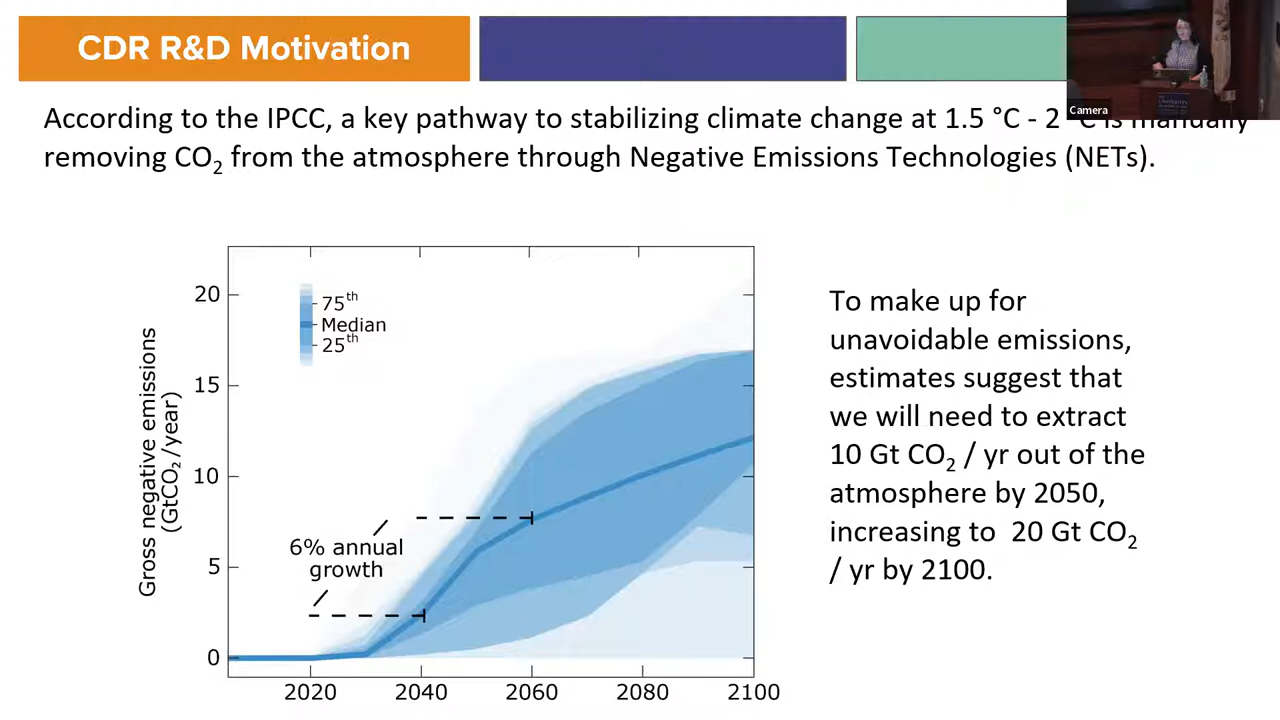 CDR R&D Motivation
Camera
According to the IPCC, a key pathway to stabilizing climate change at 1.5 °C - 2 °C is manually
removing CO2 from the atmosphere through Negative Emissions Technologies (NETs).
20
15
10
5
0
Gross negative emissions
(GtCO2/year)
75th
Median
25th
6% annual
growth
2020 2040 2060 2080 2100
To make up for
unavoidable emissions,
estimates suggest that
we will need to extract
10 Gt CO2 / yr out of the
atmosphere by 2050,
increasing to 20 Gt CO2
/ yr by 2100.
UNIVERSITY